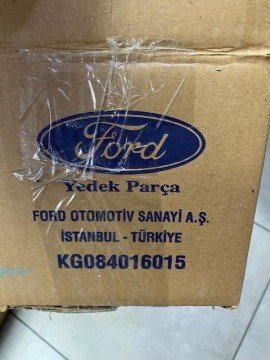 Ford
Yedek Parça
FORD OTOMOTİV SANAYİ A.Ş.
İSTANBUL - TÜRKİYE
KG084016015